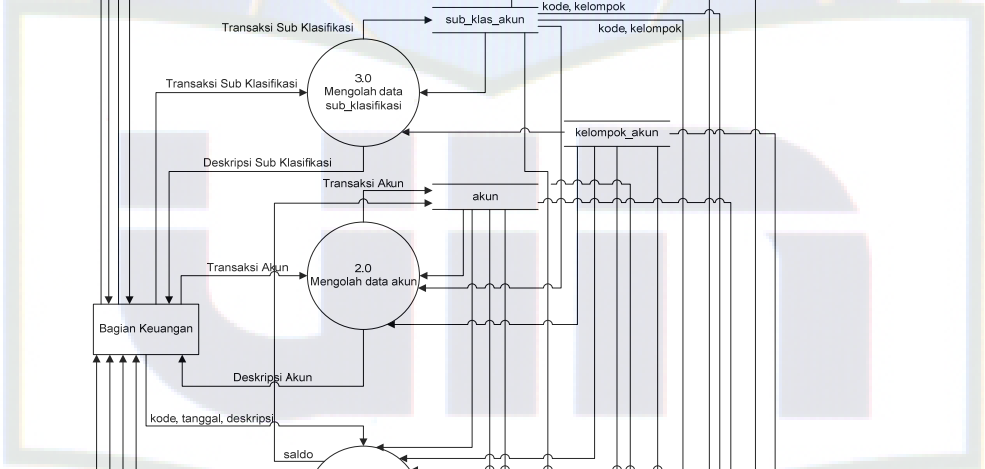 kode, kelompok
Transaksi Sub Klasifikasi
sub_klas_akun
kode, kelompok
Transaksi Sub Klasifikasi
3.0
Mengolah data
sub_klasifikasi
kelompok_akun
Deskripsi Sub Klasifikasi
Transaksi Akun
akun
Transaksi Akun
2.0
Mengolah data akun
Bagian Keuangan
Deskripsi Akun
kode, tanggal, deskripsi
saldo
uin